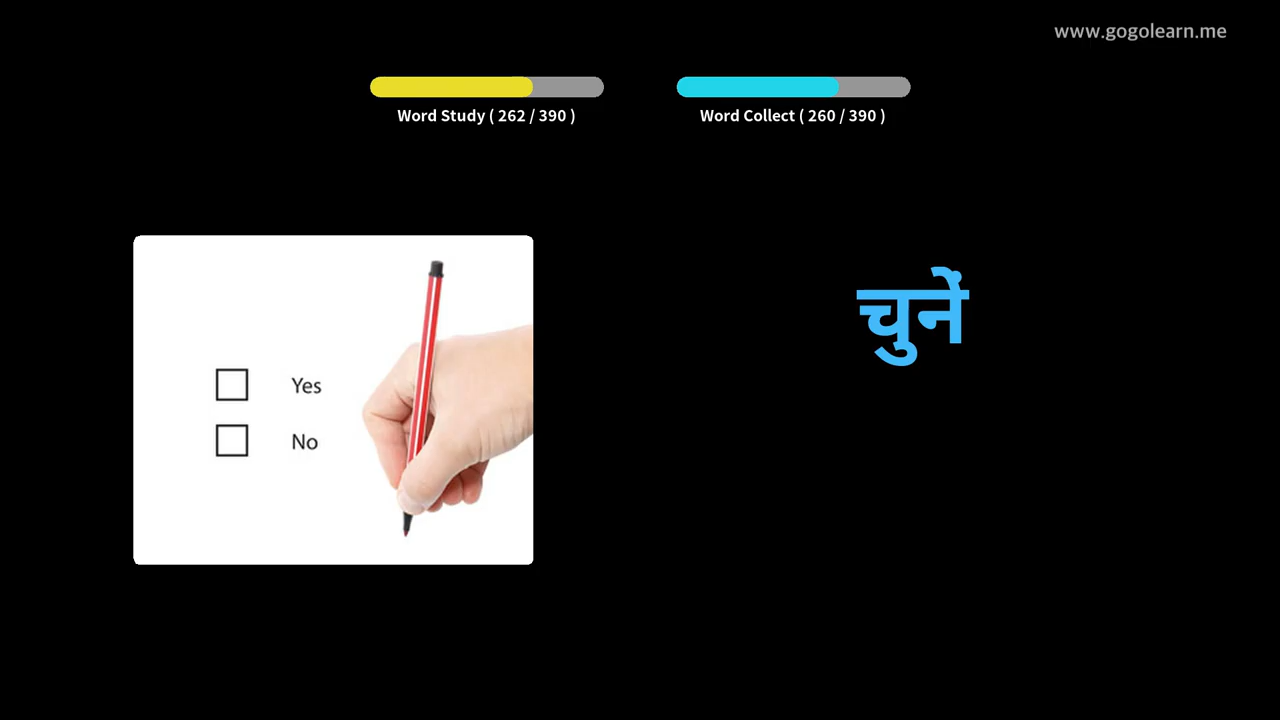 www.gogolearn.me
Word Study ( 262 / 390 )
Word Collect ( 260 / 390 )
चुनें
Yes
No